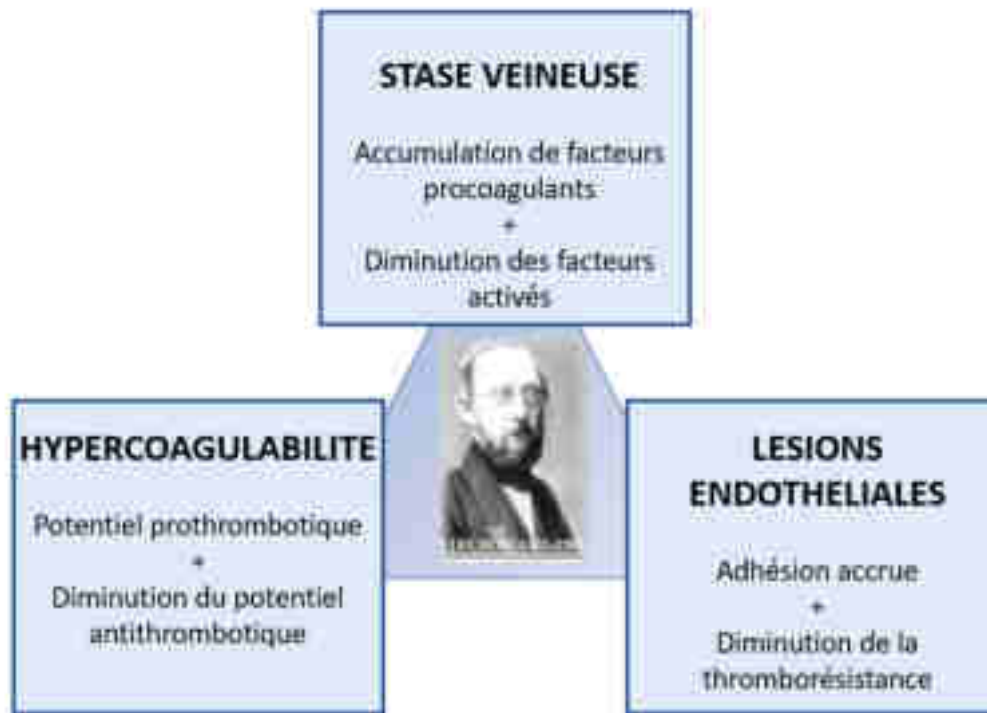 STASE VEINEUSE
Accumulation de facteurs
procoagulants
+
Diminution des facteurs
activés
HYPERCOAGULABILITE
Potentiel prothrombotique
+
Diminution du potentiel
antithrombotique
LESIONS
ENDOTHELIALES
Adhésion accrue
+
Diminution de la
thromborésistance